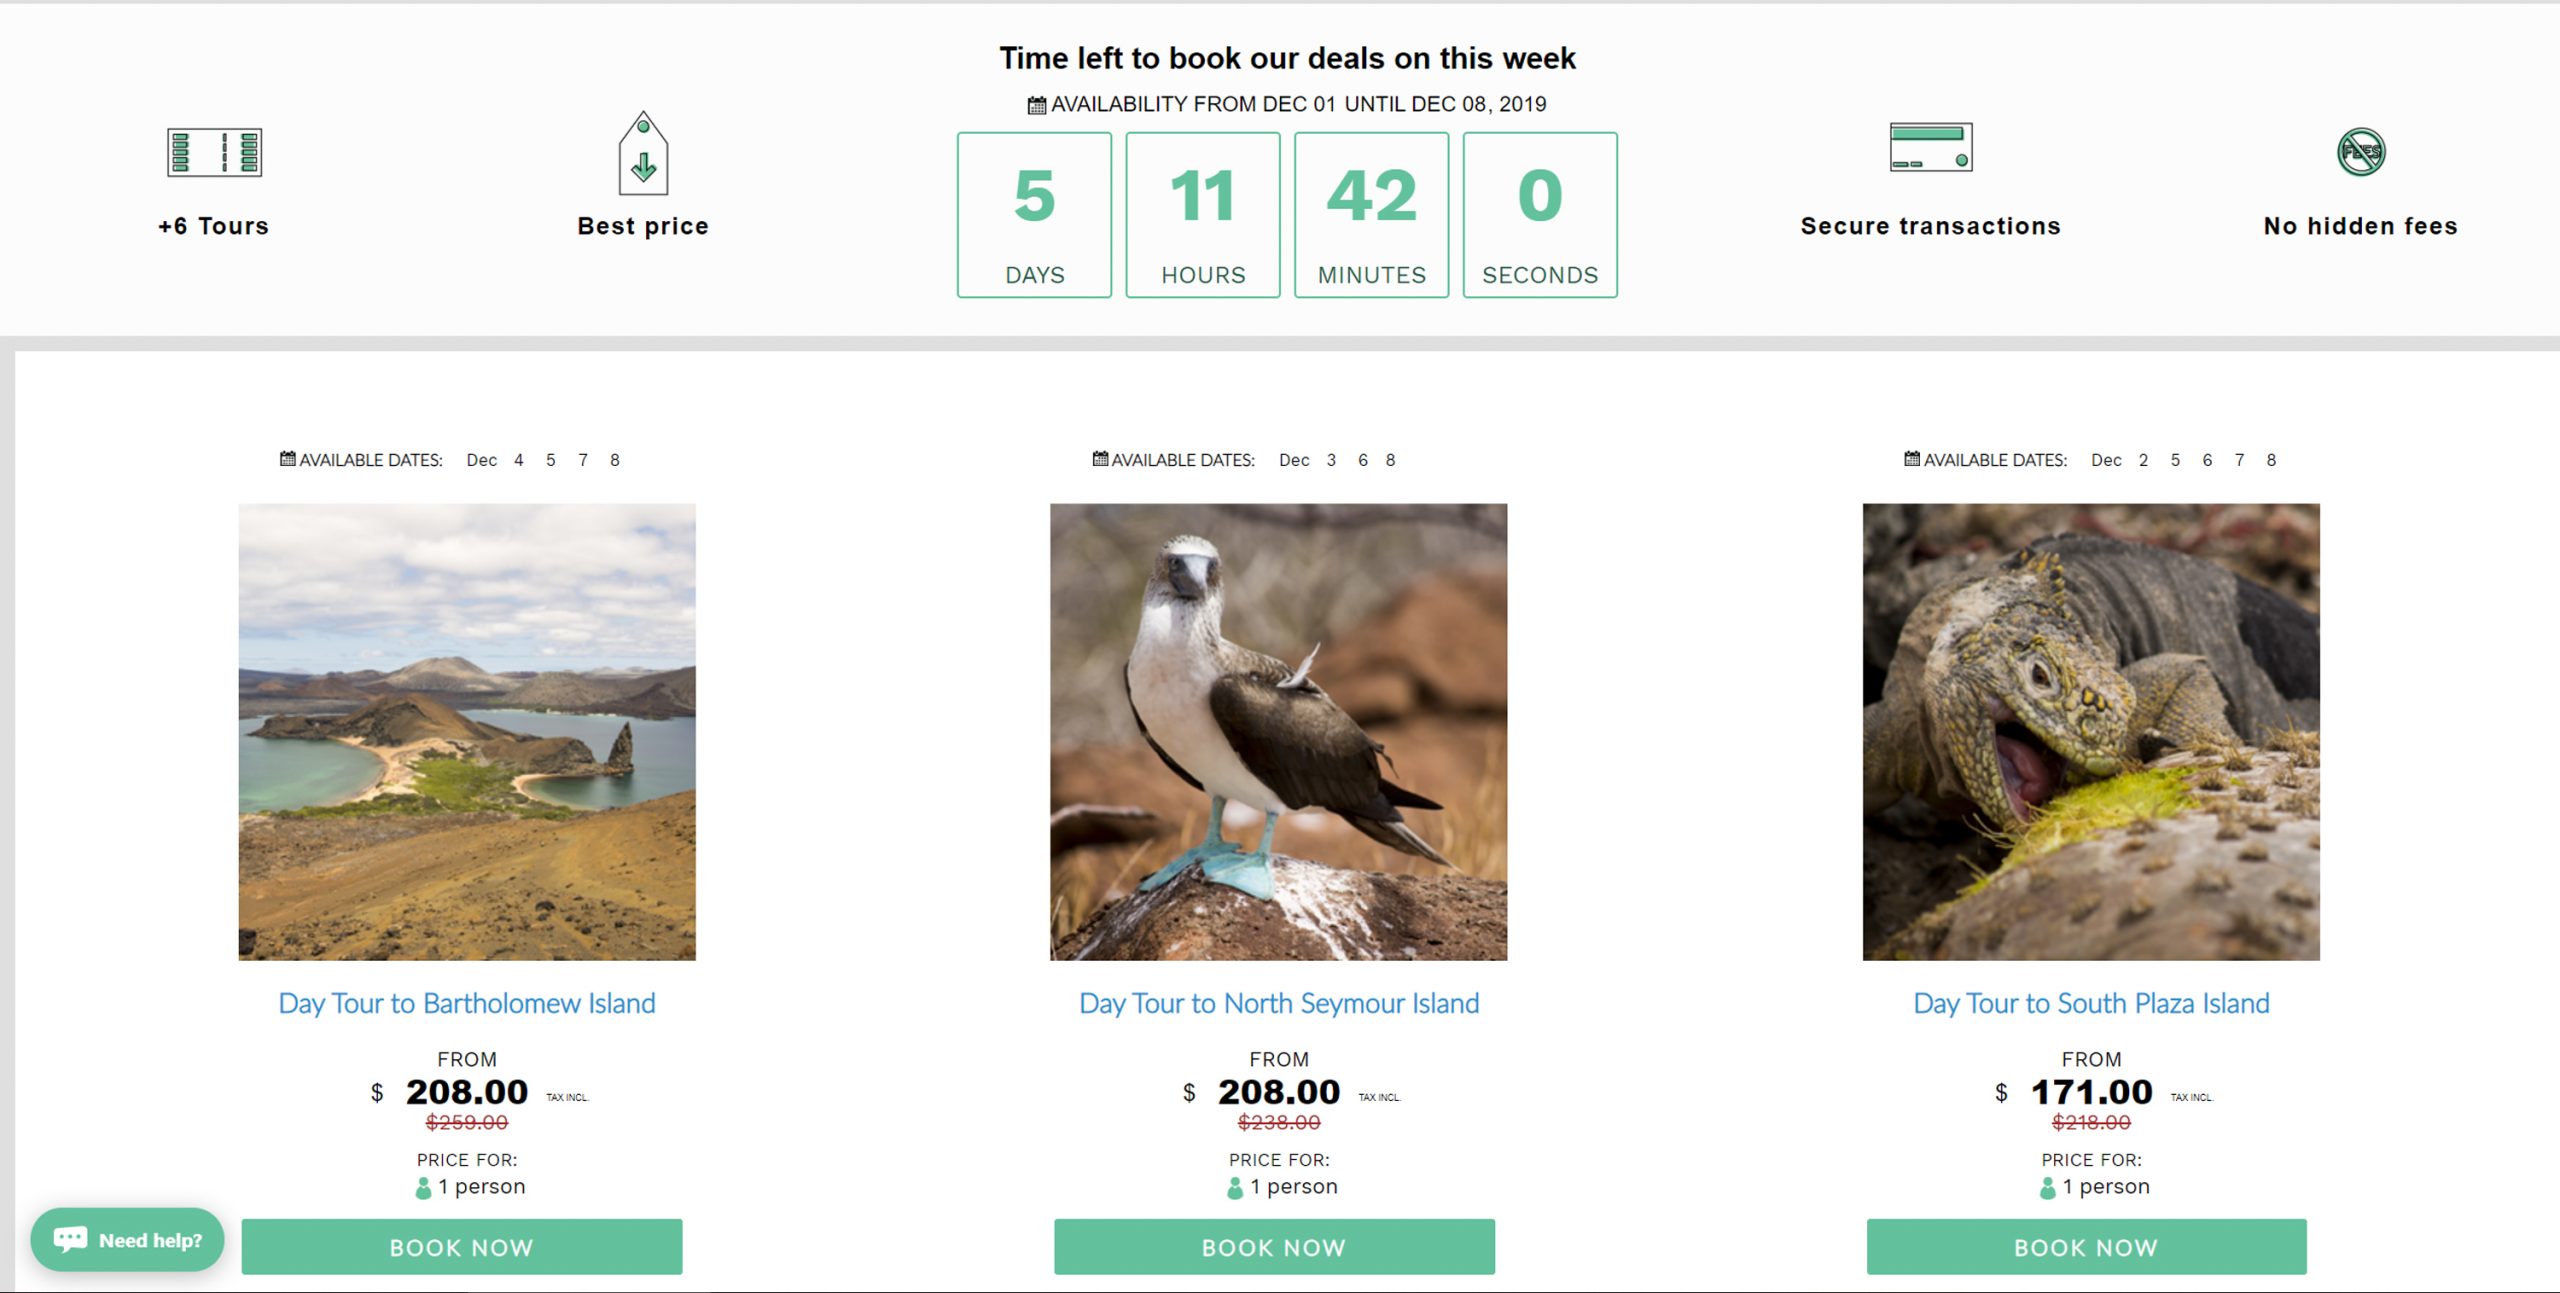 Time left to book our deals on this week
AVAILABILITY FROM DEC 01 UNTIL DEC 08, 2019
+6 Tours
Best price
5 11 42 0
DAYS HOURS MINUTES SECONDS
Secure transactions
FEES
No hidden fees
AVAILABLE DATES: Dec 4 5 7 8
Day Tour to Bartholomew Island
FROM
$ 208.00 TAX INCL.
$259.00
PRICE FOR:
1 person
BOOK NOW
AVAILABLE DATES: Dec 3 6 8
Day Tour to North Seymour Island
FROM
$ 208.00 TAX INCL.
$238.00
PRICE FOR:
1 person
BOOK NOW
AVAILABLE DATES: Dec 2 5 6 7 8
Day Tour to South Plaza Island
FROM
$ 171.00 TAX INCL.
$218.00
PRICE FOR:
1 person
BOOK NOW
Need help?